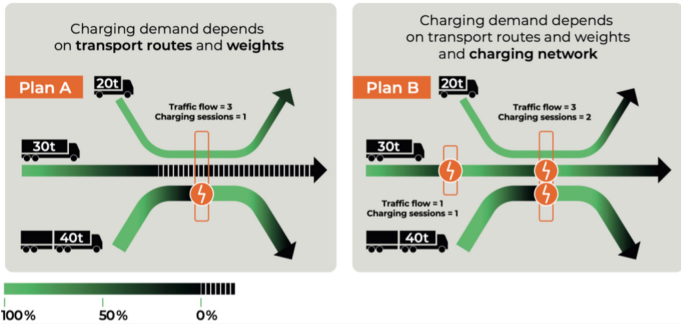 Charging demand depends
on transport routes and weights
Plan A
20t
Traffic flow = 3
Charging sessions = 1
30t
40t
Charging demand depends
on transport routes and weights
and charging network
Plan B
20t
Traffic flow = 3
Charging sessions = 2
30t
Traffic flow = 1
Charging sessions = 1
40t
100% 50% 0%